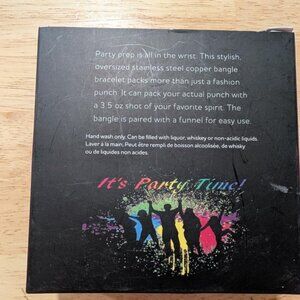 Party prep is all in the wrist. This stylish,
oversized stainless steel copper bangle
bracelet packs more than just a fashion
punch. It can pack your actual punch with
a 3.5 oz shot of your favorite spirit. The
bangle is paired with a funnel for easy use.
Hand wash only. Can be filled with liquor, whiskey or non-acidic liquids.
Laver à la main. Peut être rempli de boisson alcoolisée, de whisky
ou de liquides non acides.
It's Party Time!